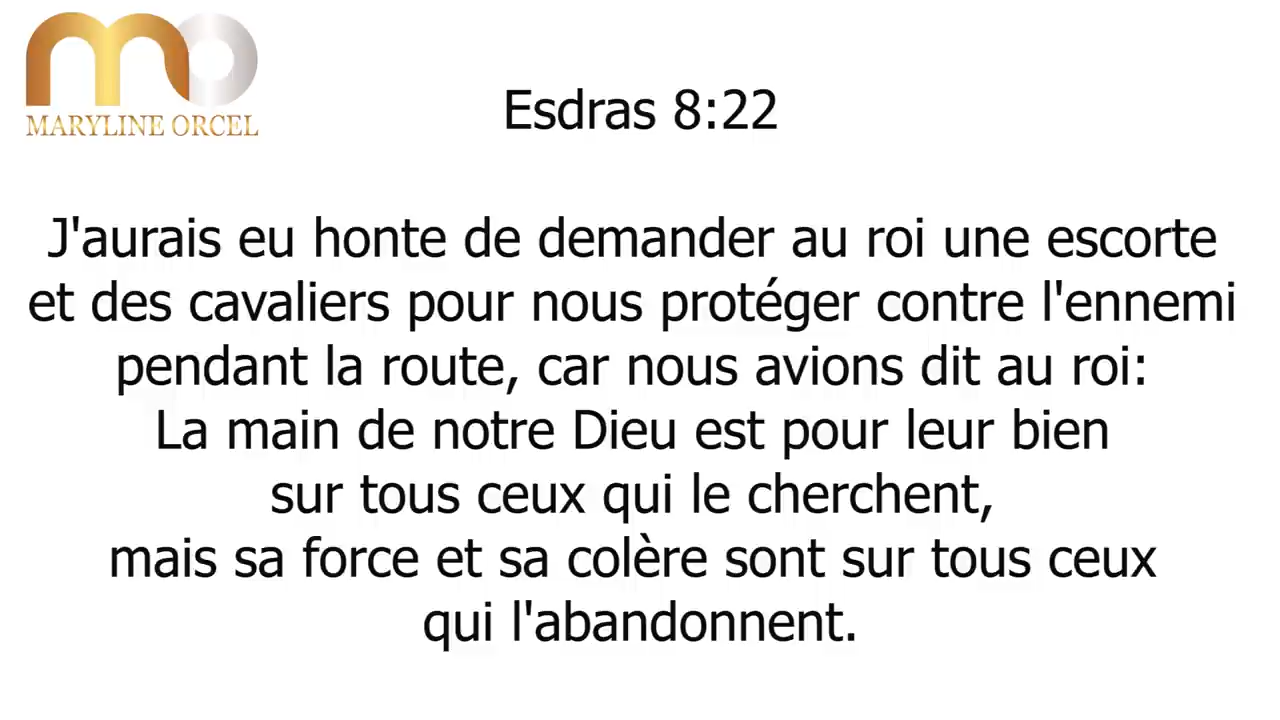 mo
MARYLINE ORCEL
Esdras 8:22
J'aurais eu honte de demander au roi une escorte
et des cavaliers pour nous protéger contre l'ennemi
pendant la route, car nous avions dit au roi:
La main de notre Dieu est pour leur bien
sur tous ceux qui le cherchent,
mais sa force et sa colère sont sur tous ceux
qui l'abandonnent.